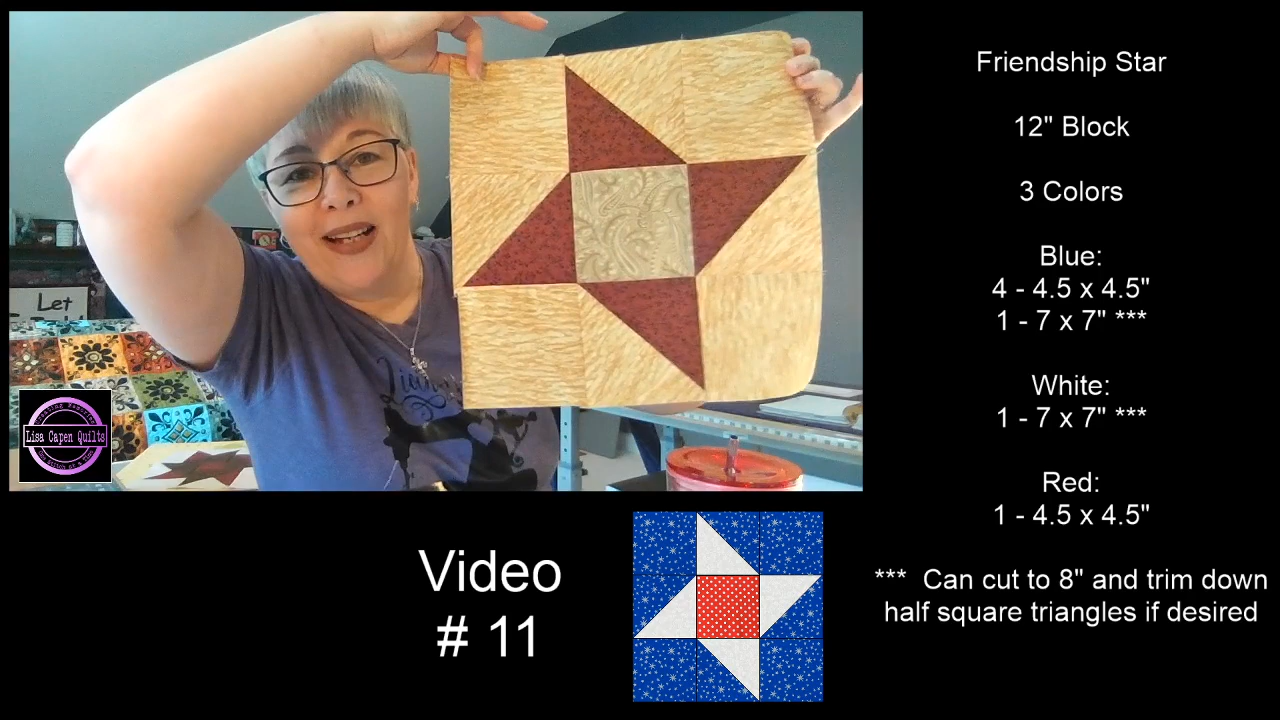 Friendship Star
12" Block
3 Colors
Blue:
4 - 4.5 x 4.5"
1 - 7 x 7" ***
White:
1 - 7 x 7" ***
Red:
1 - 4.5 x 4.5"
*** Can cut to 8" and trim down
half square triangles if desired
Let
Lisa Capen Quilts
Video
# 11